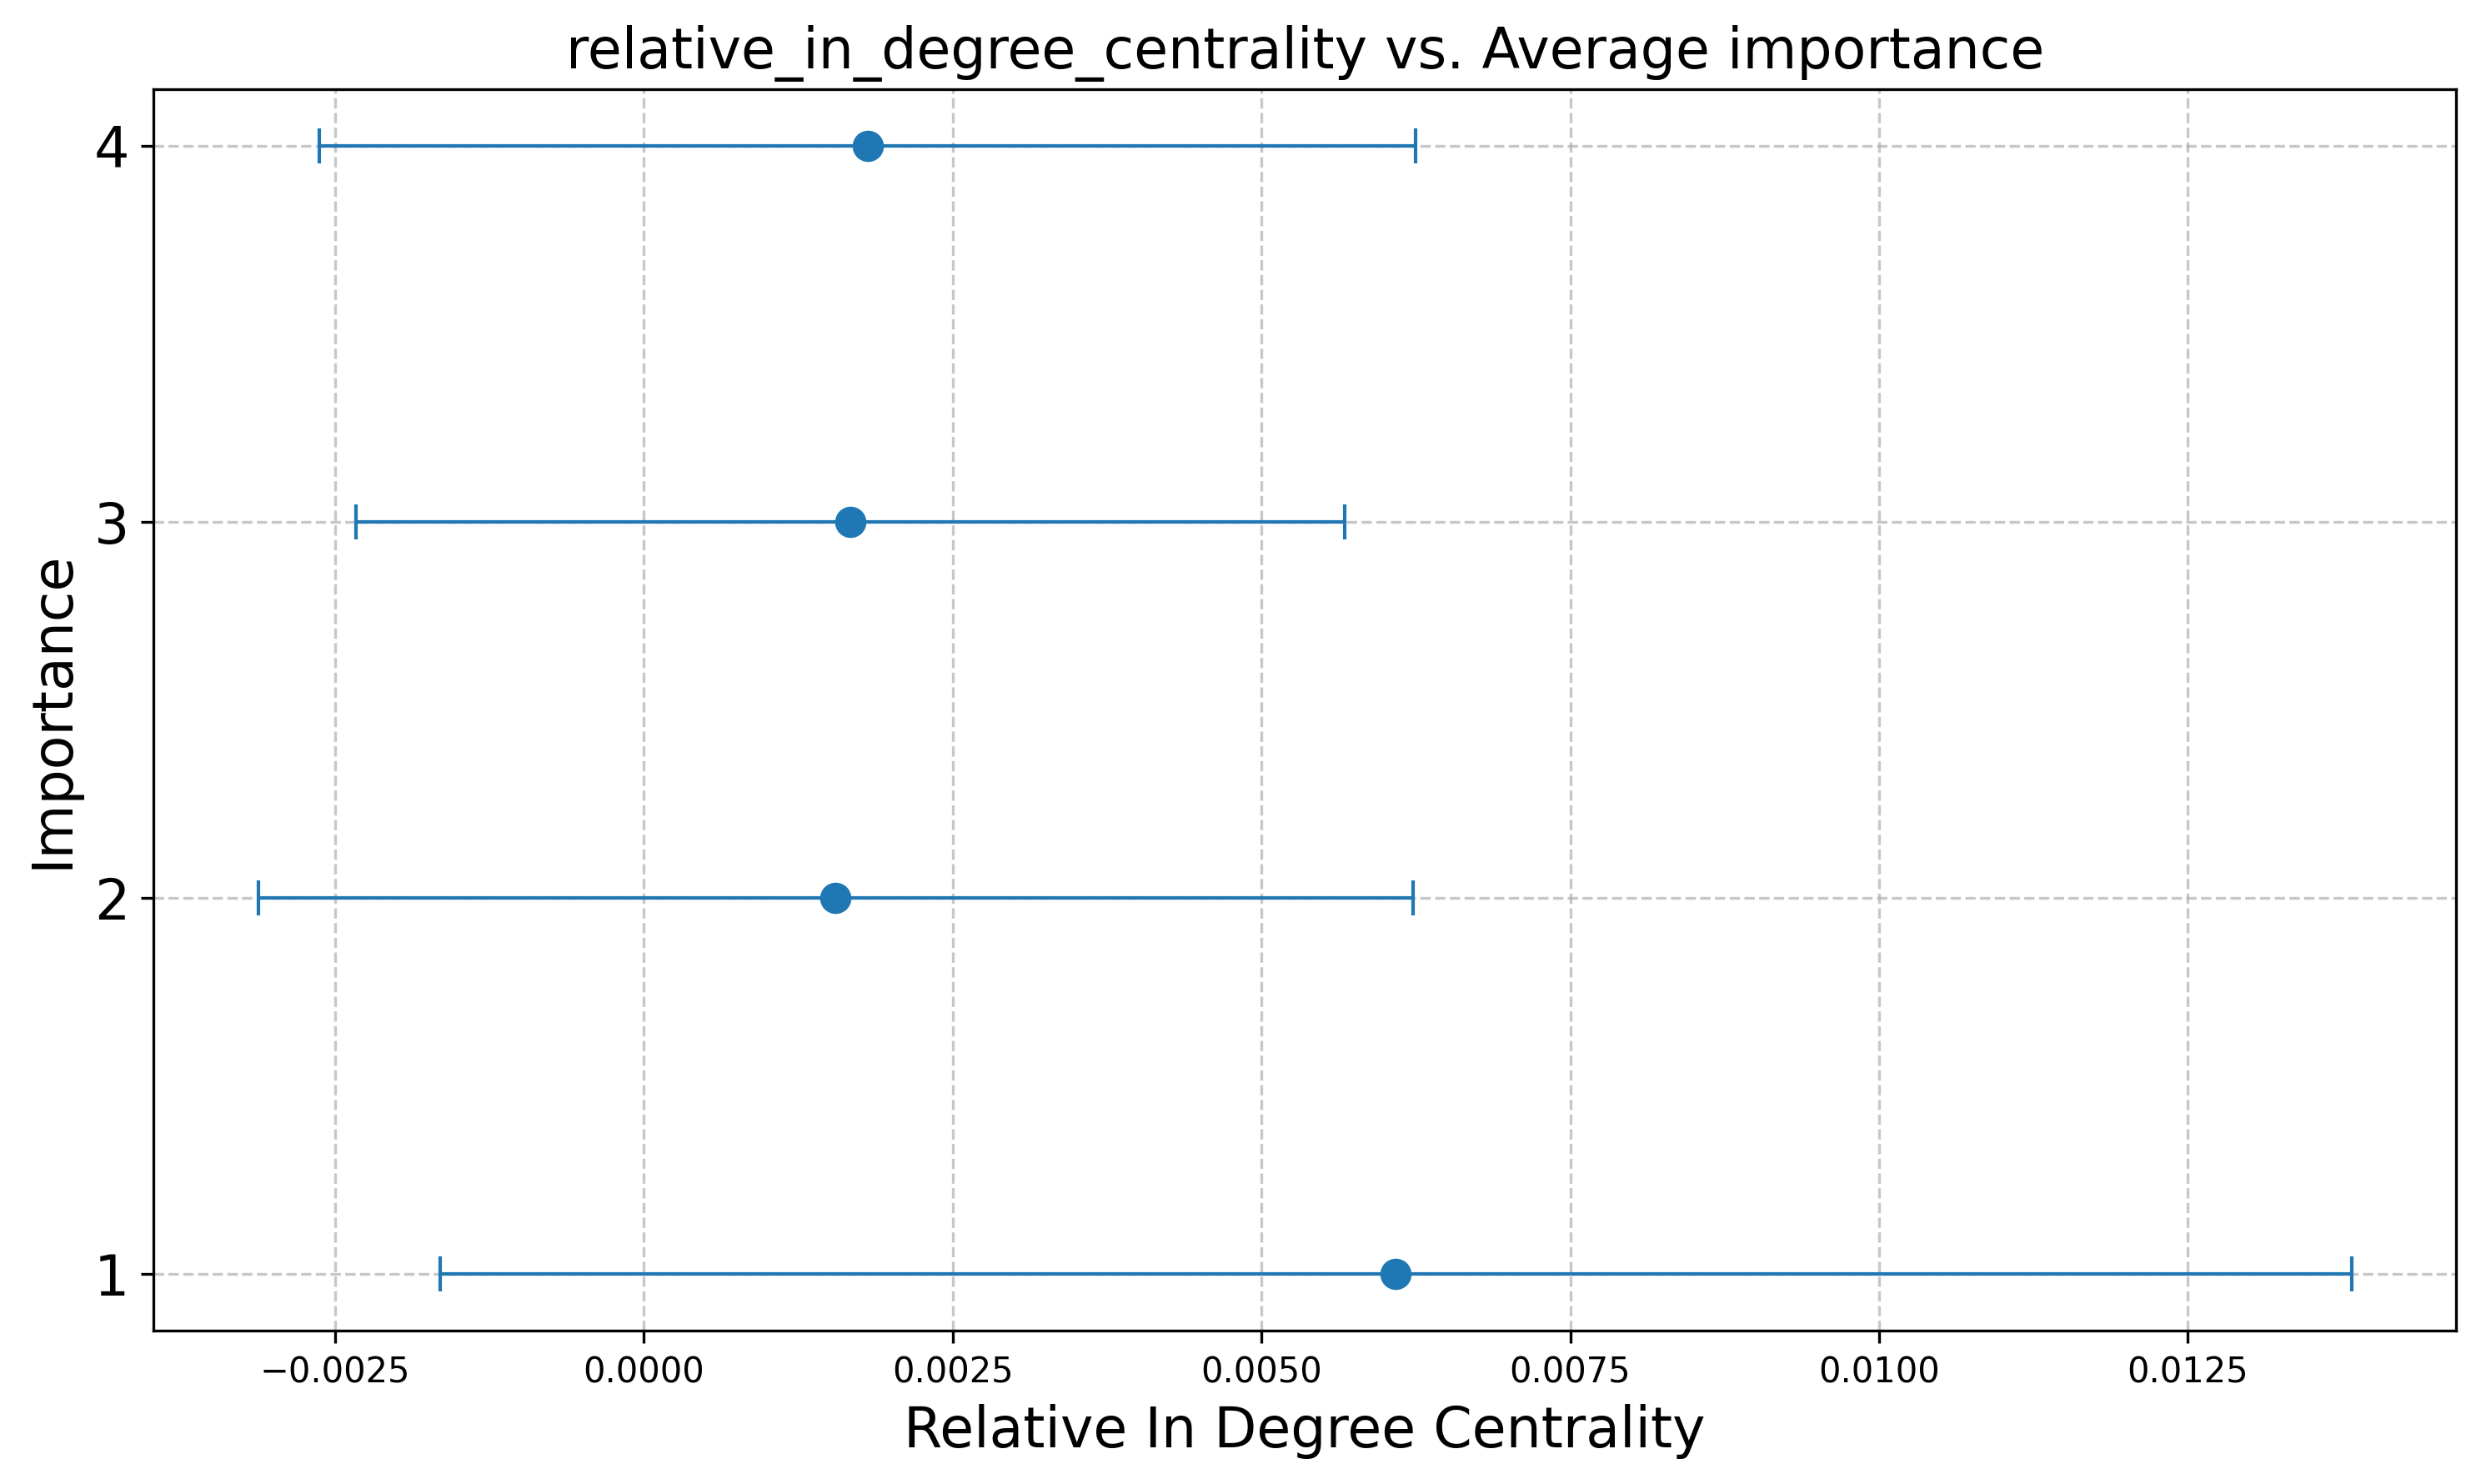 relative_in_degree_centrality vs. Average importance
4
3
2
1
Importance
−0.0025 0.0000 0.0025 0.0050 0.0075 0.0100 0.0125
Relative In Degree Centrality